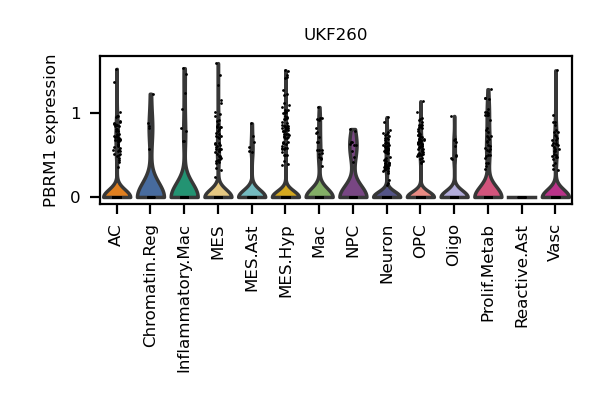 UKF260
PBRM1 expression
1
0
AC
Chromatin.Reg
Inflammatory.Mac
MES
MES.Ast
MES.Hyp
Mac
NPC
Neuron
OPC
Oligo
Prolif.Metab
Reactive.Ast
Vasc